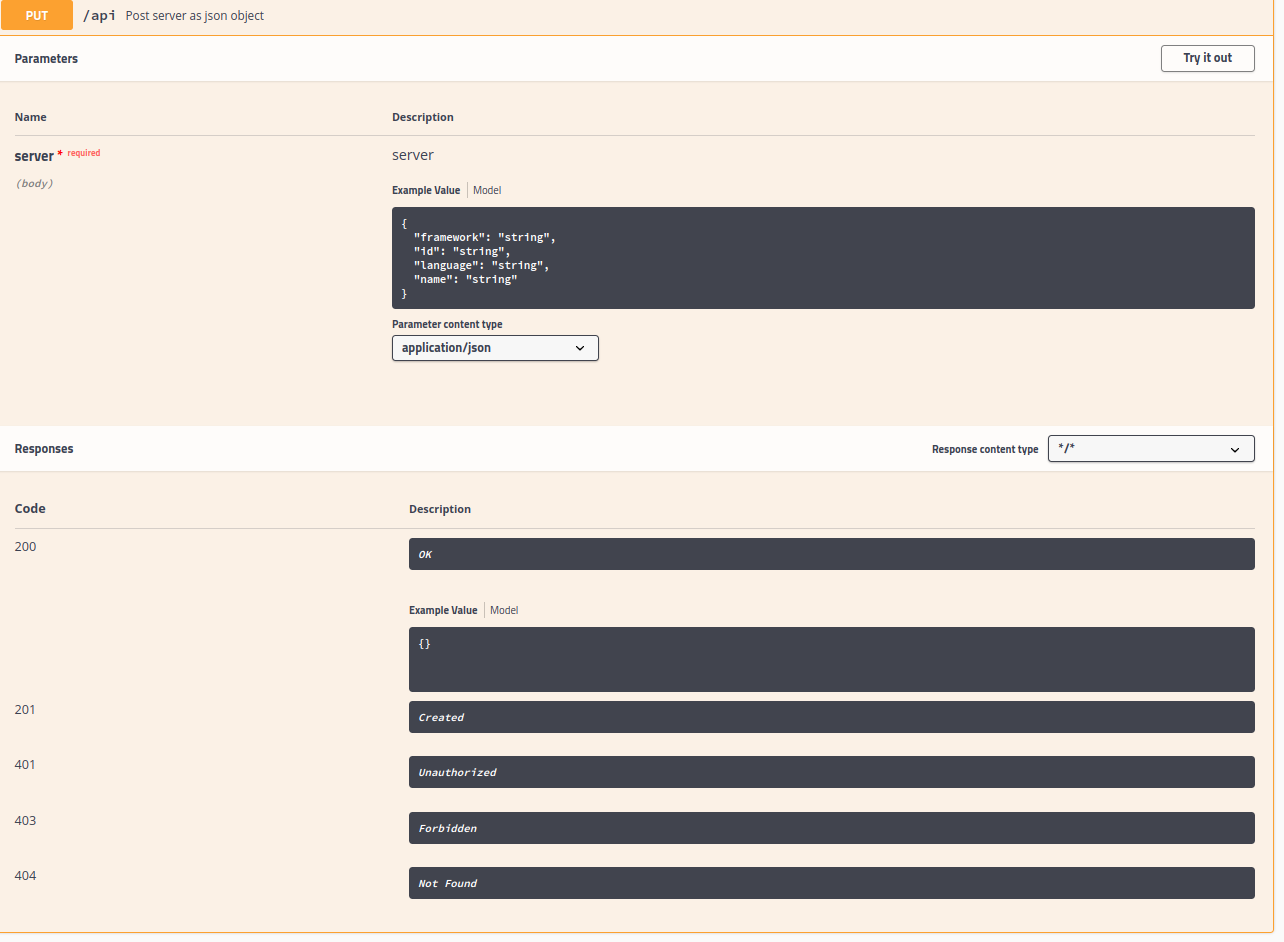 PUT /api Post server as json object
Parameters Try it out
Name Description
server * required server
(body)
Example Value Model
{
"framework": "string",
"id": "string",
"language": "string",
"name": "string"
}
Parameter content type
application/json
Responses Response content type */*
Code Description
200 OK
Example Value Model
{}
201 Created
401 Unauthorized
403 Forbidden
404 Not Found